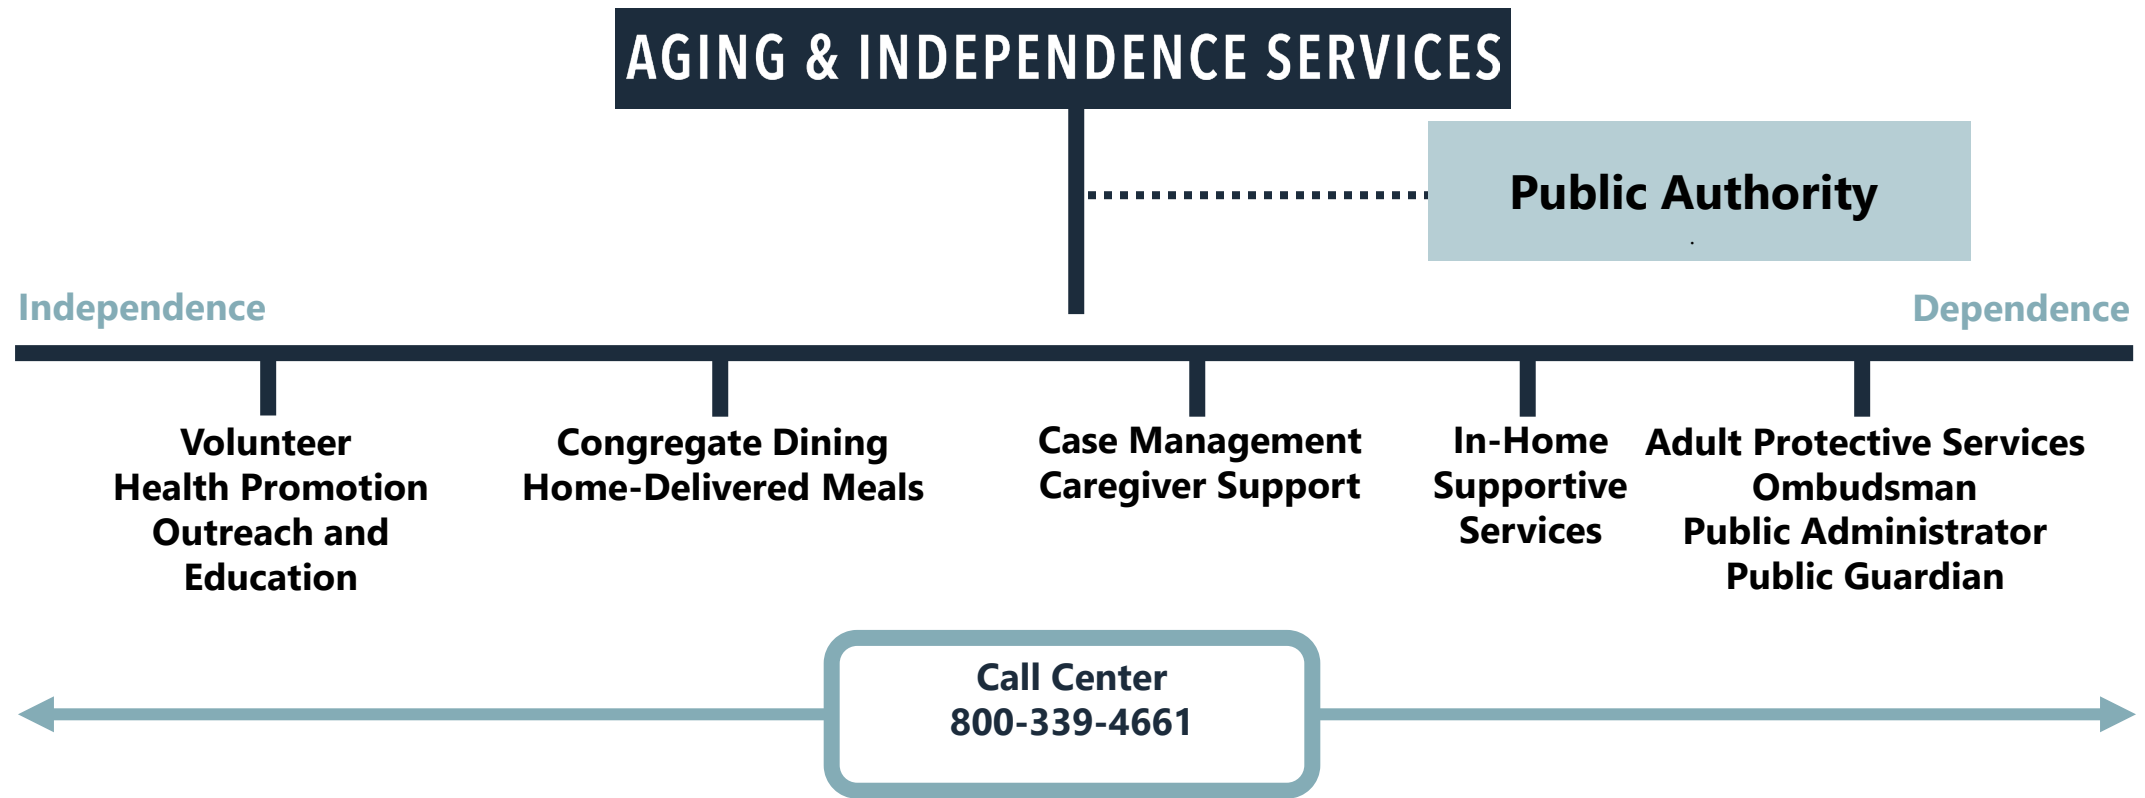 AGING & INDEPENDENCE SERVICES
Public Authority
.
Independence
Dependence
Volunteer
Health Promotion
Outreach and
Education
Congregate Dining
Home-Delivered Meals
Case Management
Caregiver Support
In-Home
Supportive
Services
Adult Protective Services
Ombudsman
Public Administrator
Public Guardian
Call Center
800-339-4661